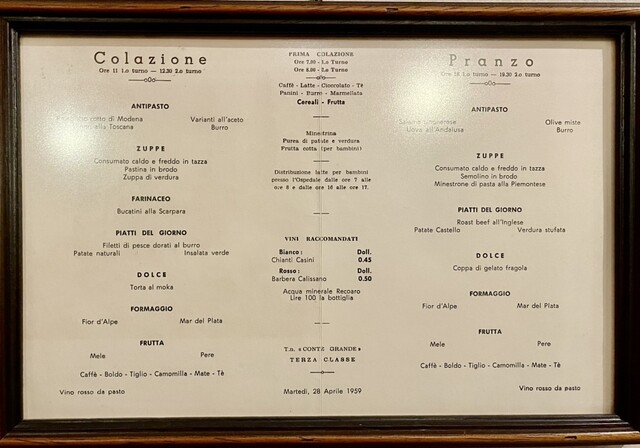 Colazione
Ore 11 1.o turno — 12.30 2.o turno
ANTIPASTO
cotto di Modena Varianti all'aceto
alla Toscana Burro
ZUPPE
Consumato caldo e freddo in tazza
Pastina in brodo
Zuppa di verdura
FARINACEO
Bucatini alla Scarpara
PIATTI DEL GIORNO
Filetti di pesce dorati al burro
Patate naturali Insalata verde
DOLCE
Torta al moka
FORMAGGIO
Fior d'Alpe Mar del Plata
FRUTTA
Mele Pere
Caffè - Boldo - Tiglio - Camomilla - Mate - Tè
Vino rosso da pasto
PRIMA COLAZIONE
Ore 7.00 - 1.o Turno
Ore 8.00 - 2.o Turno
Caffè - Latte - Cioccolato - Tè
Panini - Burro - Marmellata
Cereali - Frutta
Minestrina
Purea di patate e verdura
Frutta cotta (per bambini)
Distribuzione latte per bambini
presso l'Ospedale dalle ore 7 alle
ore 8 e dalle ore 16 alle ore 17.
VINI RACCOMANDATI
Bianco: Doll.
Chianti Casini 0.45
Rosso: Doll.
Barbera Calissano 0.50
Acqua minerale Recoaro
Lire 100 la bottiglia
T.n. «CONTE GRANDE»
TERZA CLASSE
Martedì, 28 Aprile 1959
Pranzo
Ore 18 1.o turno — 19.30 2.o turno
ANTIPASTO
Salame Olive miste
Uova all'Andalusa Burro
ZUPPE
Consumato caldo e freddo in tazza
Semolino in brodo
Minestrone di pasta alla Piemontese
PIATTI DEL GIORNO
Roast beef all'Inglese
Patate Castello Verdura stufata
DOLCE
Coppa di gelato fragola
FORMAGGIO
Fior d'Alpe Mar del Plata
FRUTTA
Mele Pere
Caffè - Boldo - Tiglio - Camomilla - Mate - Tè
Vino rosso da pasto